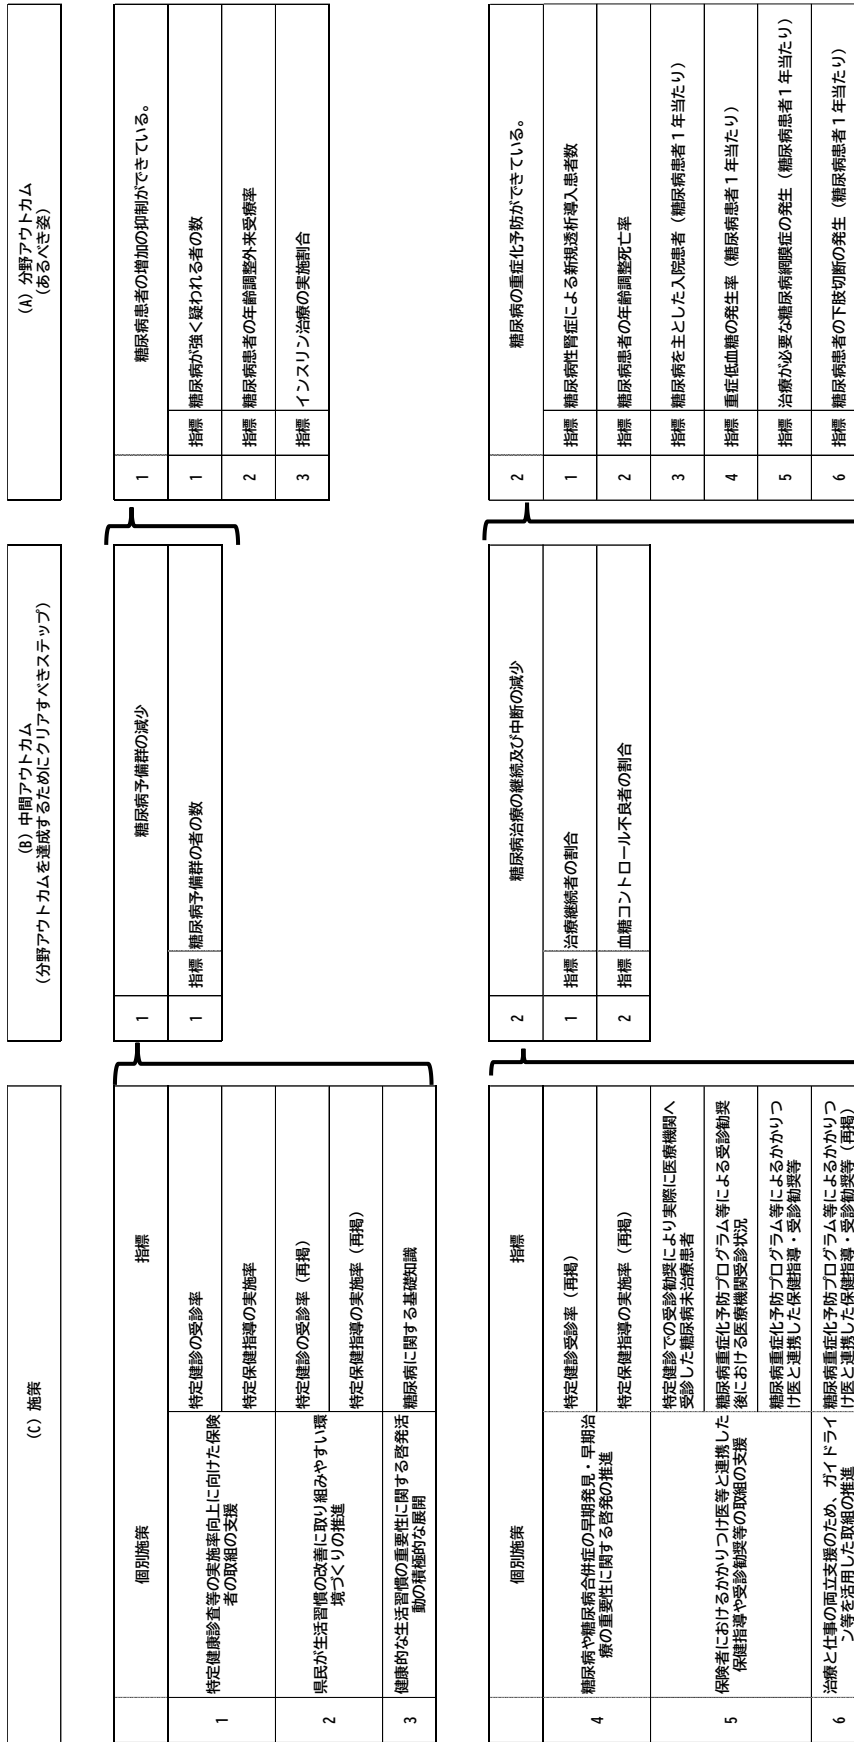 (C) 施策
個別施策
指標
1
特定健康診査等の実施率向上に向けた保険
者の取組の支援
特定健診の受診率
特定保健指導の実施率
2
県民が生活習慣の改善に取り組みやすい環
境づくりの推進
特定健診の受診率（再掲）
特定保健指導の実施率（再掲）
3
健康的な生活習慣の重要性に関する啓発活
動の積極的な展開
糖尿病に関する基礎知識
個別施策
指標
4
糖尿病や糖尿病合併症の早期発見・早期治
療の重要性に関する啓発の推進
特定健診受診率（再掲）
特定保健指導の実施率（再掲）
5
保険者におけるかかりつけ医等と連携した
保健指導や受診勧奨等の取組の支援
特定健診での受診勧奨により実際に医療機関へ
受診した糖尿病未治療患者
糖尿病重症化予防プログラム等による受診勧奨
後における医療機関受診状況
糖尿病重症化予防プログラム等によるかかりつ
け医と連携した保健指導・受診勧奨等
6
治療と仕事の両立支援のため、ガイドライ
ン等を活用した取組の推進
糖尿病重症化予防プログラム等によるかかりつ
け医と連携した保健指導・受診勧奨等（再掲）
(B) 中間アウトカム
（分野アウトカムを達成するためにクリアすべきステップ）
1 糖尿病予備群の減少
1 指標 糖尿病予備群の者の数
2 糖尿病治療の継続及び中断の減少
1 指標 治療継続者の割合
2 指標 血糖コントロール不良者の割合
(A) 分野アウトカム
（あるべき姿）
1 糖尿病患者の増加の抑制ができている。
1 指標 糖尿病が強く疑われる者の数
2 指標 糖尿病患者の年齢調整外来受療率
3 指標 インスリン治療の実施割合
2 糖尿病の重症化予防ができている。
1 指標 糖尿病性腎症による新規透析導入患者数
2 指標 糖尿病患者の年齢調整死亡率
3 指標 糖尿病を主とした入院患者（糖尿病患者１年当たり）
4 指標 重症低血糖の発生率（糖尿病患者１年当たり）
5 指標 治療が必要な糖尿病網膜症の発生（糖尿病患者１年当たり）
6 指標 糖尿病患者の下肢切断の発生（糖尿病患者１年当たり）